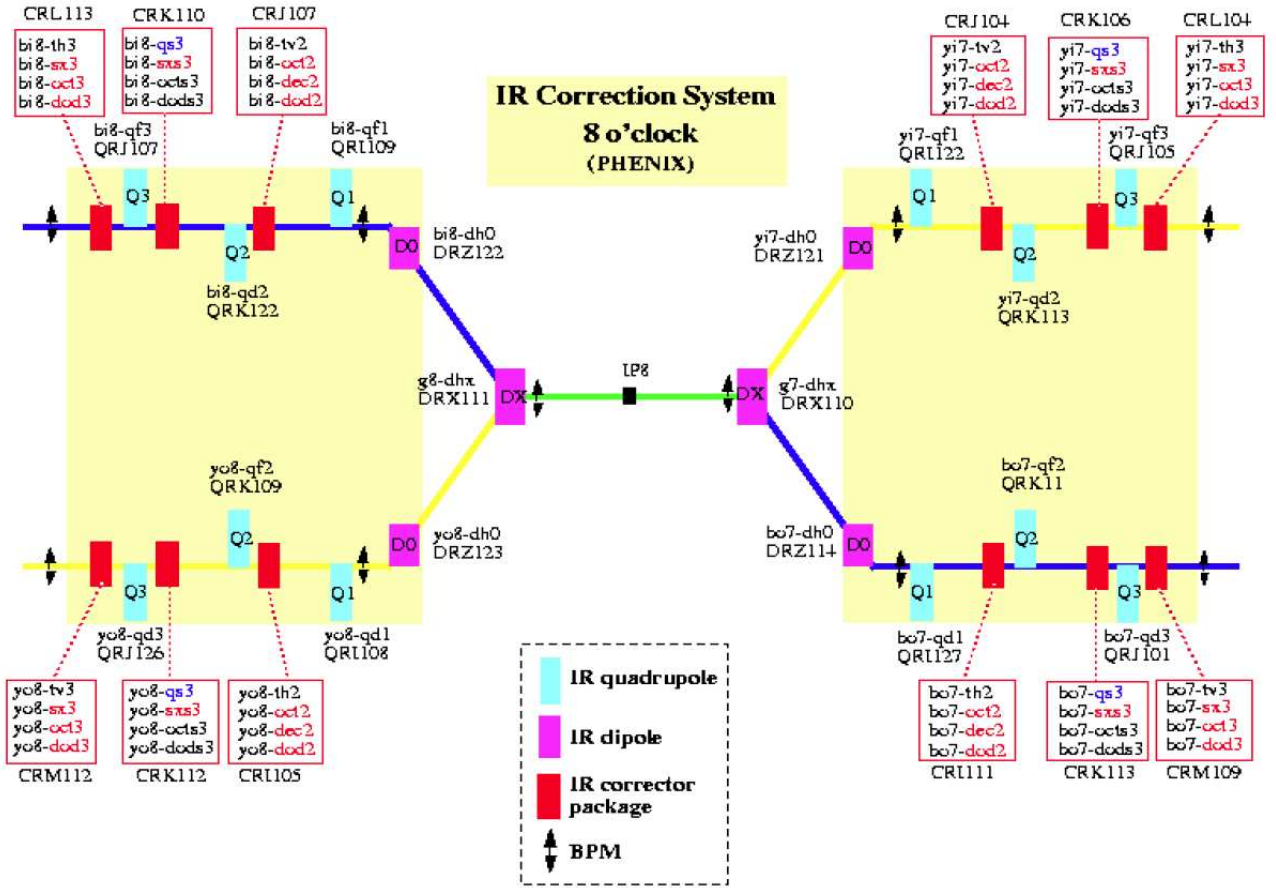 CRL113
bi8-th3
bi8-sx3
bi8-oct3
bi8-dod3
CRK110
bi8-qs3
bi8-sxs3
bi8-octs3
bi8-dods3
CRJ107
bi8-tv2
bi8-oct2
bi8-dec2
bi8-dod2
IR Correction System
8 o'clock
(PHENIX)
CRJ104
yi7-tv2
yi7-oct2
yi7-dec2
yi7-dod2
CRK106
yi7-qs3
yi7-sxs3
yi7-octs3
yi7-dods3
CRL104
yi7-th3
yi7-sx3
yi7-oct3
yi7-dod3
bi8-qf3
QRJ107
bi8-qf1
QRI109
yi7-qf1
QRI122
yi7-qf3
QRJ105
Q3
Q1
Q1
Q3
Q2
D0
bi8-dh0
DRZ122
yi7-dh0
DRZ121
D0
Q2
bi8-qd2
QRK122
yi7-qd2
QRK113
g8-dhx
DRX111
DX
IP8
DX
g7-dhx
DRX110
yo8-qf2
QRK109
bo7-qf2
QRK11
Q2
D0
yo8-dh0
DRZ123
bo7-dh0
DRZ114
D0
Q2
Q3
Q1
Q1
Q3
yo8-qd3
QRJ126
yo8-qd1
QRI108
bo7-qd1
QRI127
bo7-qd3
QRJ101
yo8-tv3
yo8-sx3
yo8-oct3
yo8-dod3
CRM112
yo8-qs3
yo8-sxs3
yo8-octs3
yo8-dods3
CRK112
yo8-th2
yo8-oct2
yo8-dec2
yo8-dod2
CRI105
IR quadrupole
IR dipole
IR corrector
package
BPM
bo7-th2
bo7-oct2
bo7-dec2
bo7-dod2
CRI111
bo7-qs3
bo7-sxs3
bo7-octs3
bo7-dods3
CRK113
bo7-tv3
bo7-sx3
bo7-oct3
bo7-dod3
CRM109